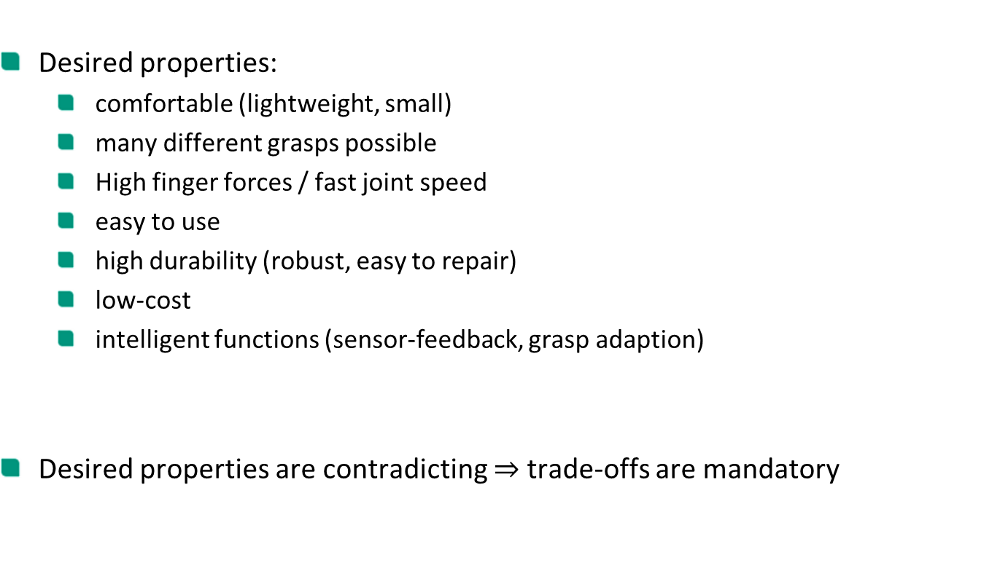 Desired properties:
comfortable (lightweight, small)
many different grasps possible
High finger forces / fast joint speed
easy to use
high durability (robust, easy to repair)
low-cost
intelligent functions (sensor-feedback, grasp adaption)
Desired properties are contradicting ⇒ trade-offs are mandatory